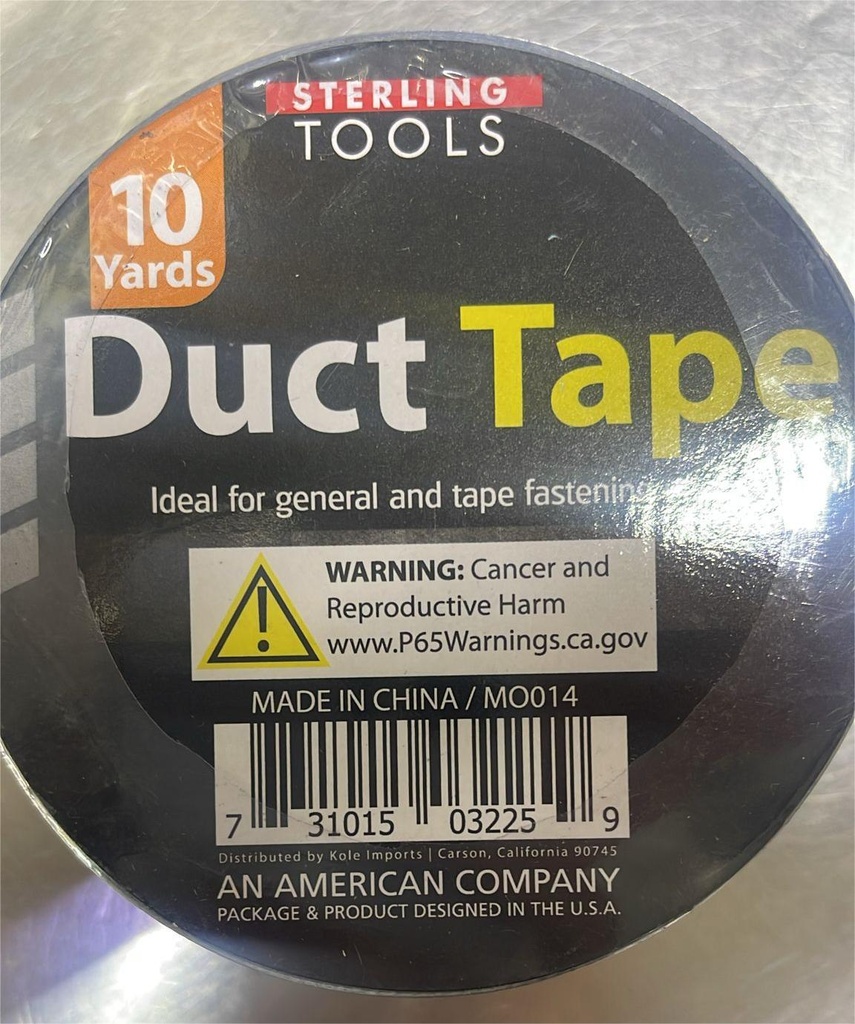 STERLING
TOOLS
10
Yards
Duct Tape
Ideal for general and tape fastening
WARNING: Cancer and
Reproductive Harm
www.P65Warnings.ca.gov
MADE IN CHINA / MO014
7 31015 03225 9
Distributed by Kole Imports | Carson, California 90745
AN AMERICAN COMPANY
PACKAGE & PRODUCT DESIGNED IN THE U.S.A.